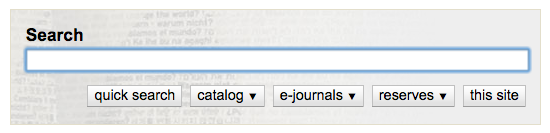 Search
quick search catalog ▼ e-journals ▼ reserves ▼ this site